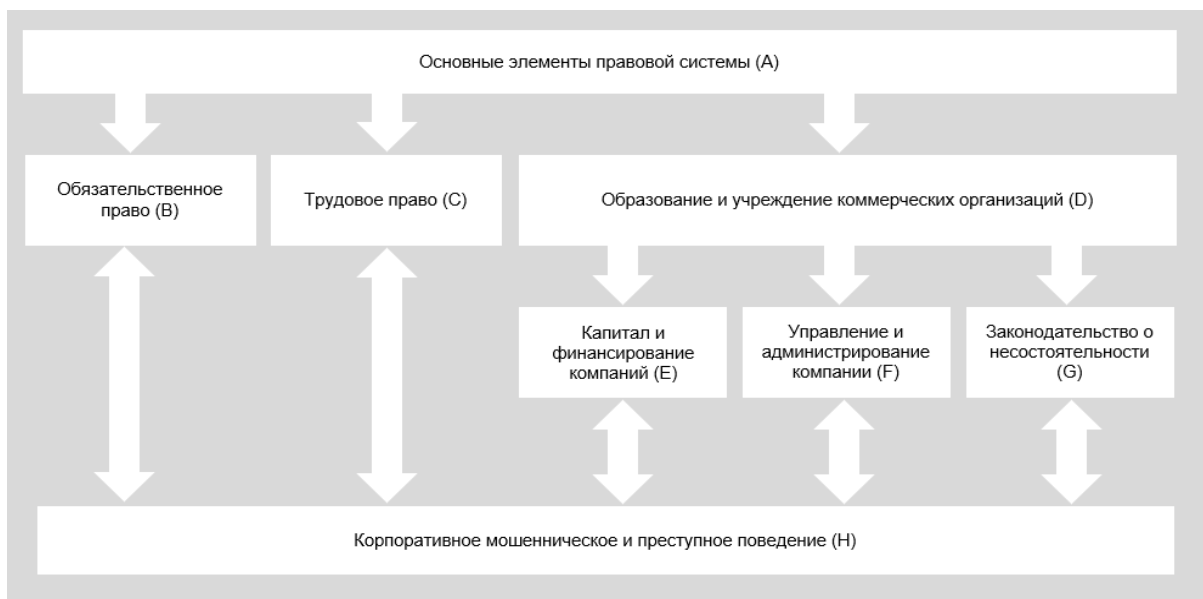 Основные элементы правовой системы (A)
Обязательственное
право (B)
Трудовое право (C)
Образование и учреждение коммерческих организаций (D)
Капитал и
финансирование
компаний (E)
Управление и
администрирование
компании (F)
Законодательство о
несостоятельности
(G)
Корпоративное мошенническое и преступное поведение (H)